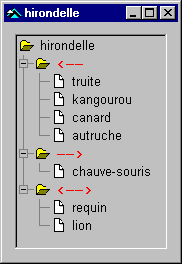 hirondelle
hirondelle
<——
truite
kangourou
canard
autruche
——>
chauve-souris
<——>
requin
lion